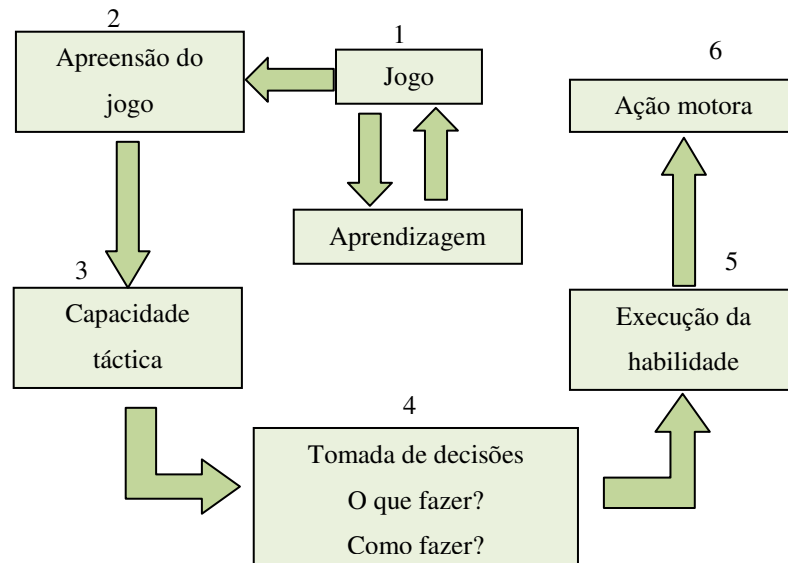 2
Apreensão do
jogo
1
Jogo
6
Ação motora
Aprendizagem
3
Capacidade
táctica
5
Execução da
habilidade
4
Tomada de decisões
O que fazer?
Como fazer?